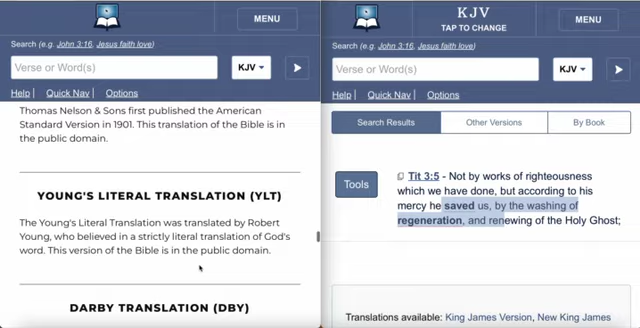 MENU
Search (e.g. John 3:16, Jesus faith love)
Verse or Word(s)
KJV
Help | Quick Nav | Options
Thomas Nelson & Sons first published the American
Standard Version in 1901. This translation of the Bible is in
the public domain.
YOUNG'S LITERAL TRANSLATION (YLT)
The Young's Literal Translation was translated by Robert
Young, who believed in a strictly literal translation of God's
word. This version of the Bible is in the public domain.
DARBY TRANSLATION (DBY)
KJV
TAP TO CHANGE
MENU
Search (e.g. John 3:16, Jesus faith love)
Verse or Word(s)
KJV
Help | Quick Nav | Options
Search Results
Other Versions
By Book
Tools
Tit 3:5 - Not by works of righteousness
which we have done, but according to his
mercy he saved us, by the washing of
regeneration, and renewing of the Holy Ghost;
Translations available: King James Version, New King James